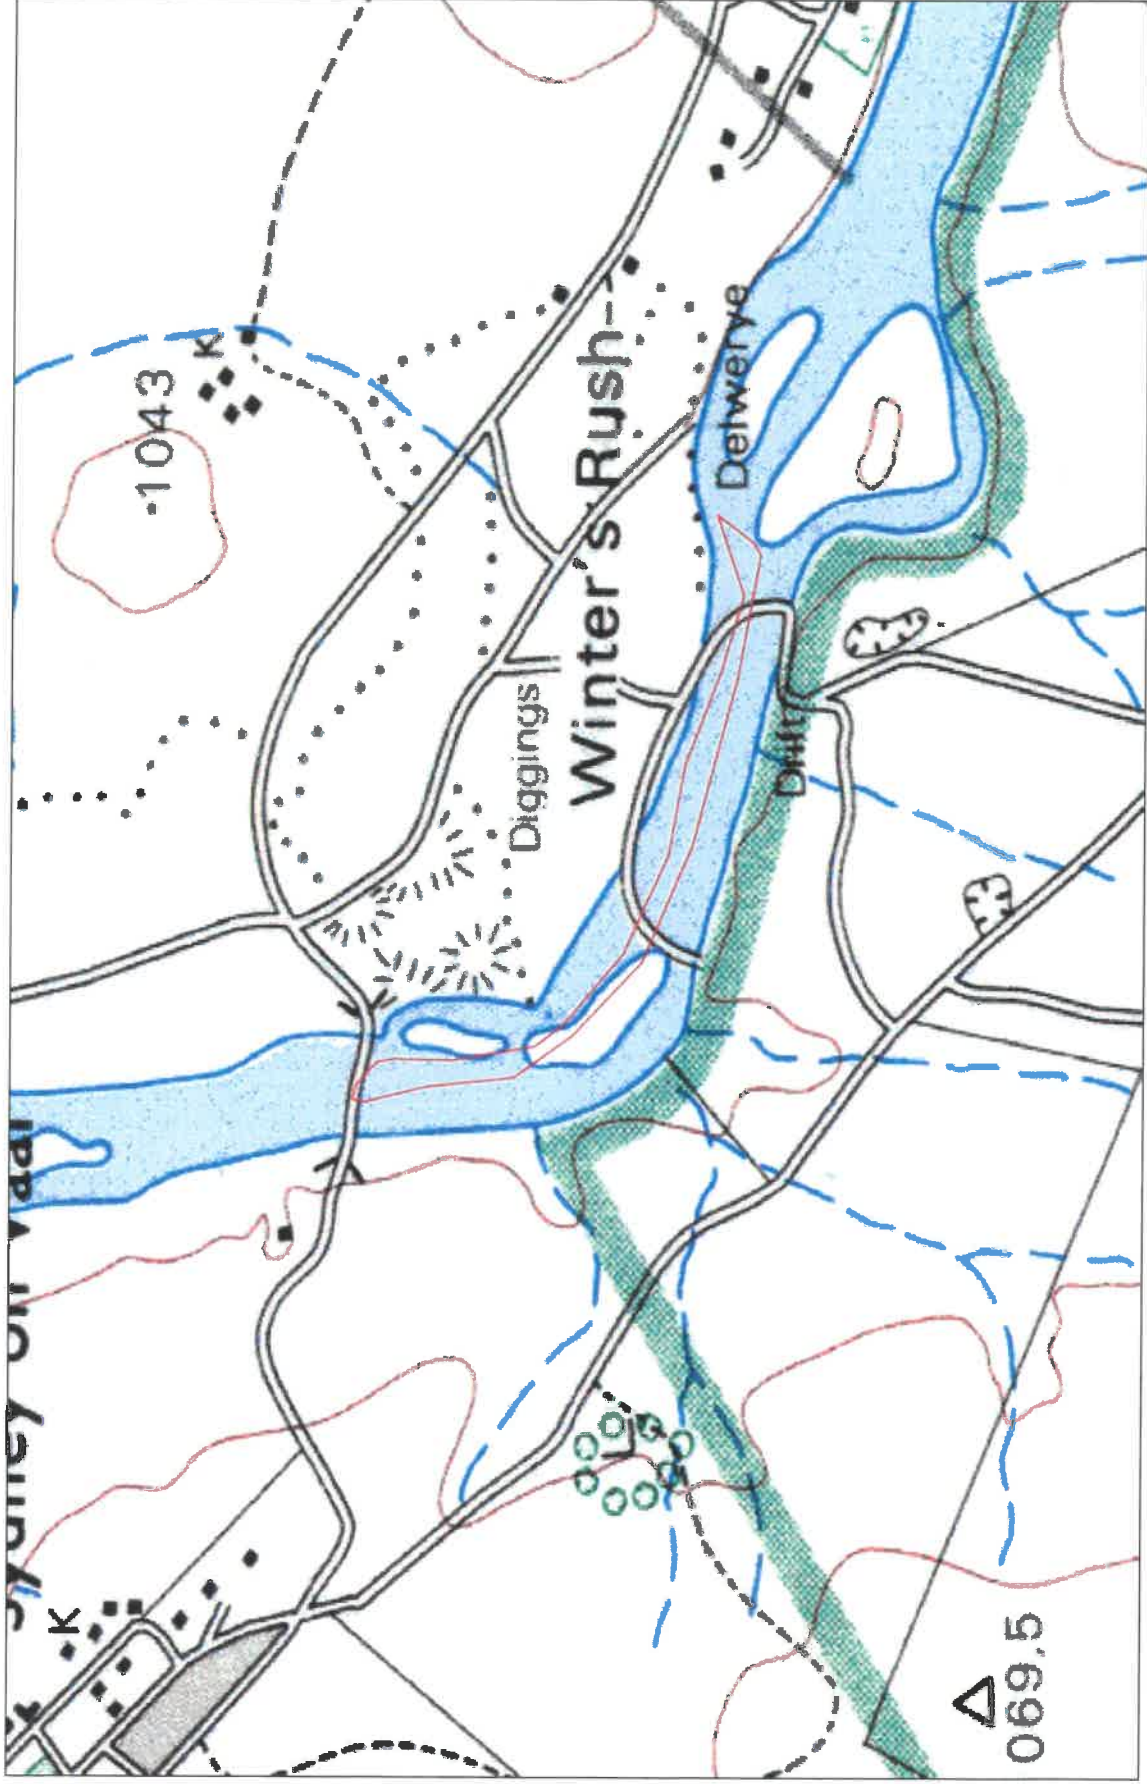 Sydney on Vaal
K
1043
K
Winter's Rush
Delwerye
Diggings
Drift
L
069.5